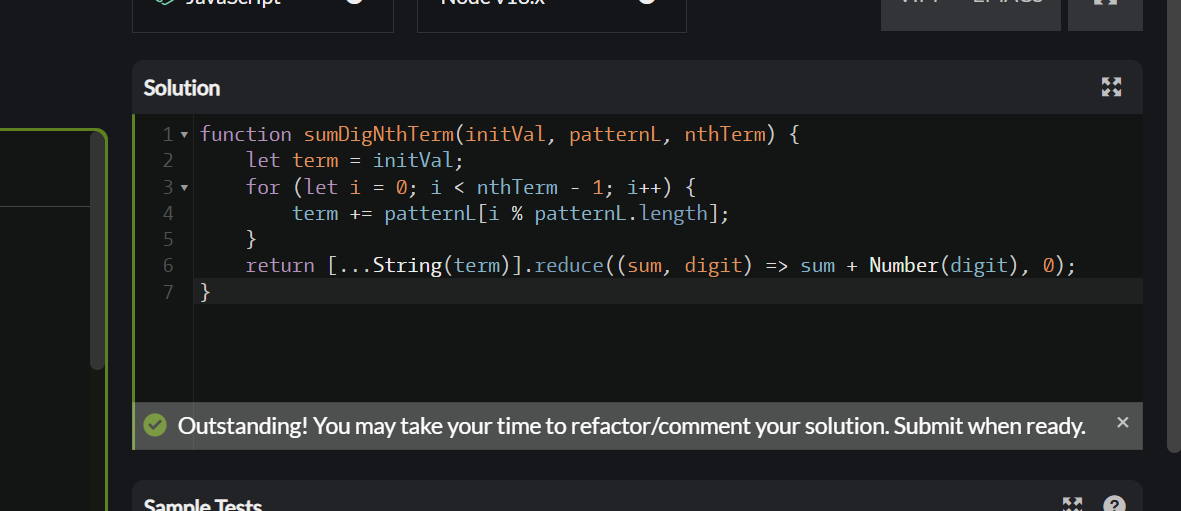 JavaScript
Node v18.x
VIM
EMACS
Solution
1 function sumDigNthTerm(initVal, patternL, nthTerm) {
2     let term = initVal;
3     for (let i = 0; i < nthTerm - 1; i++) {
4         term += patternL[i % patternL.length];
5     }
6     return [...String(term)].reduce((sum, digit) => sum + Number(digit), 0);
7 }
Outstanding! You may take your time to refactor/comment your solution. Submit when ready. ×
Sample Tests ?